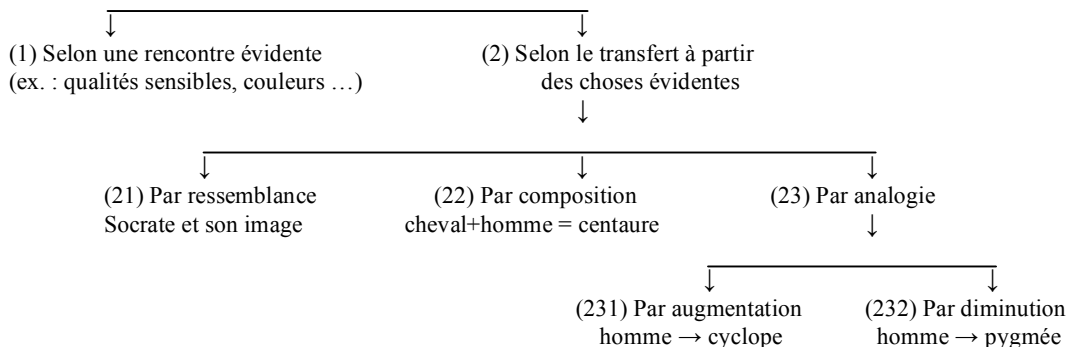 (1) Selon une rencontre évidente
(ex. : qualités sensibles, couleurs …)
(2) Selon le transfert à partir
des choses évidentes
(21) Par ressemblance
Socrate et son image
(22) Par composition
cheval+homme = centaure
(23) Par analogie
(231) Par augmentation
homme → cyclope
(232) Par diminution
homme → pygmée